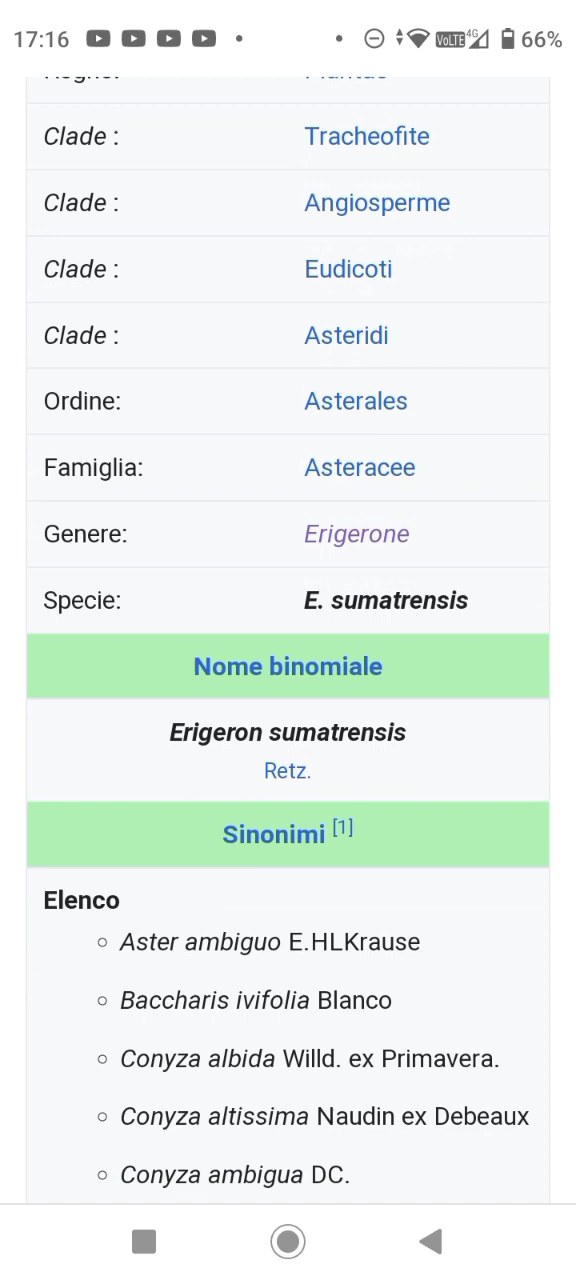 17:16 VoLTE 4G 66%
Clade : Tracheofite
Clade : Angiosperme
Clade : Eudicoti
Clade : Asteridi
Ordine: Asterales
Famiglia: Asteracee
Genere: Erigerone
Specie: E. sumatrensis
Nome binomiale
Erigeron sumatrensis
Retz.
Sinonimi [1]
Elenco
Aster ambiguo E.HLKrause
Baccharis ivifolia Blanco
Conyza albida Willd. ex Primavera.
Conyza altissima Naudin ex Debeaux
Conyza ambigua DC.